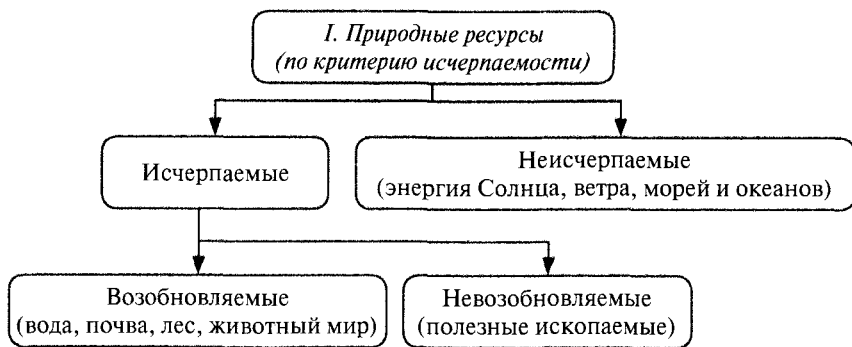 I. Природные ресурсы
(по критерию исчерпаемости)
Исчерпаемые
Неисчерпаемые
(энергия Солнца, ветра, морей и океанов)
Возобновляемые
(вода, почва, лес, животный мир)
Невозобновляемые
(полезные ископаемые)